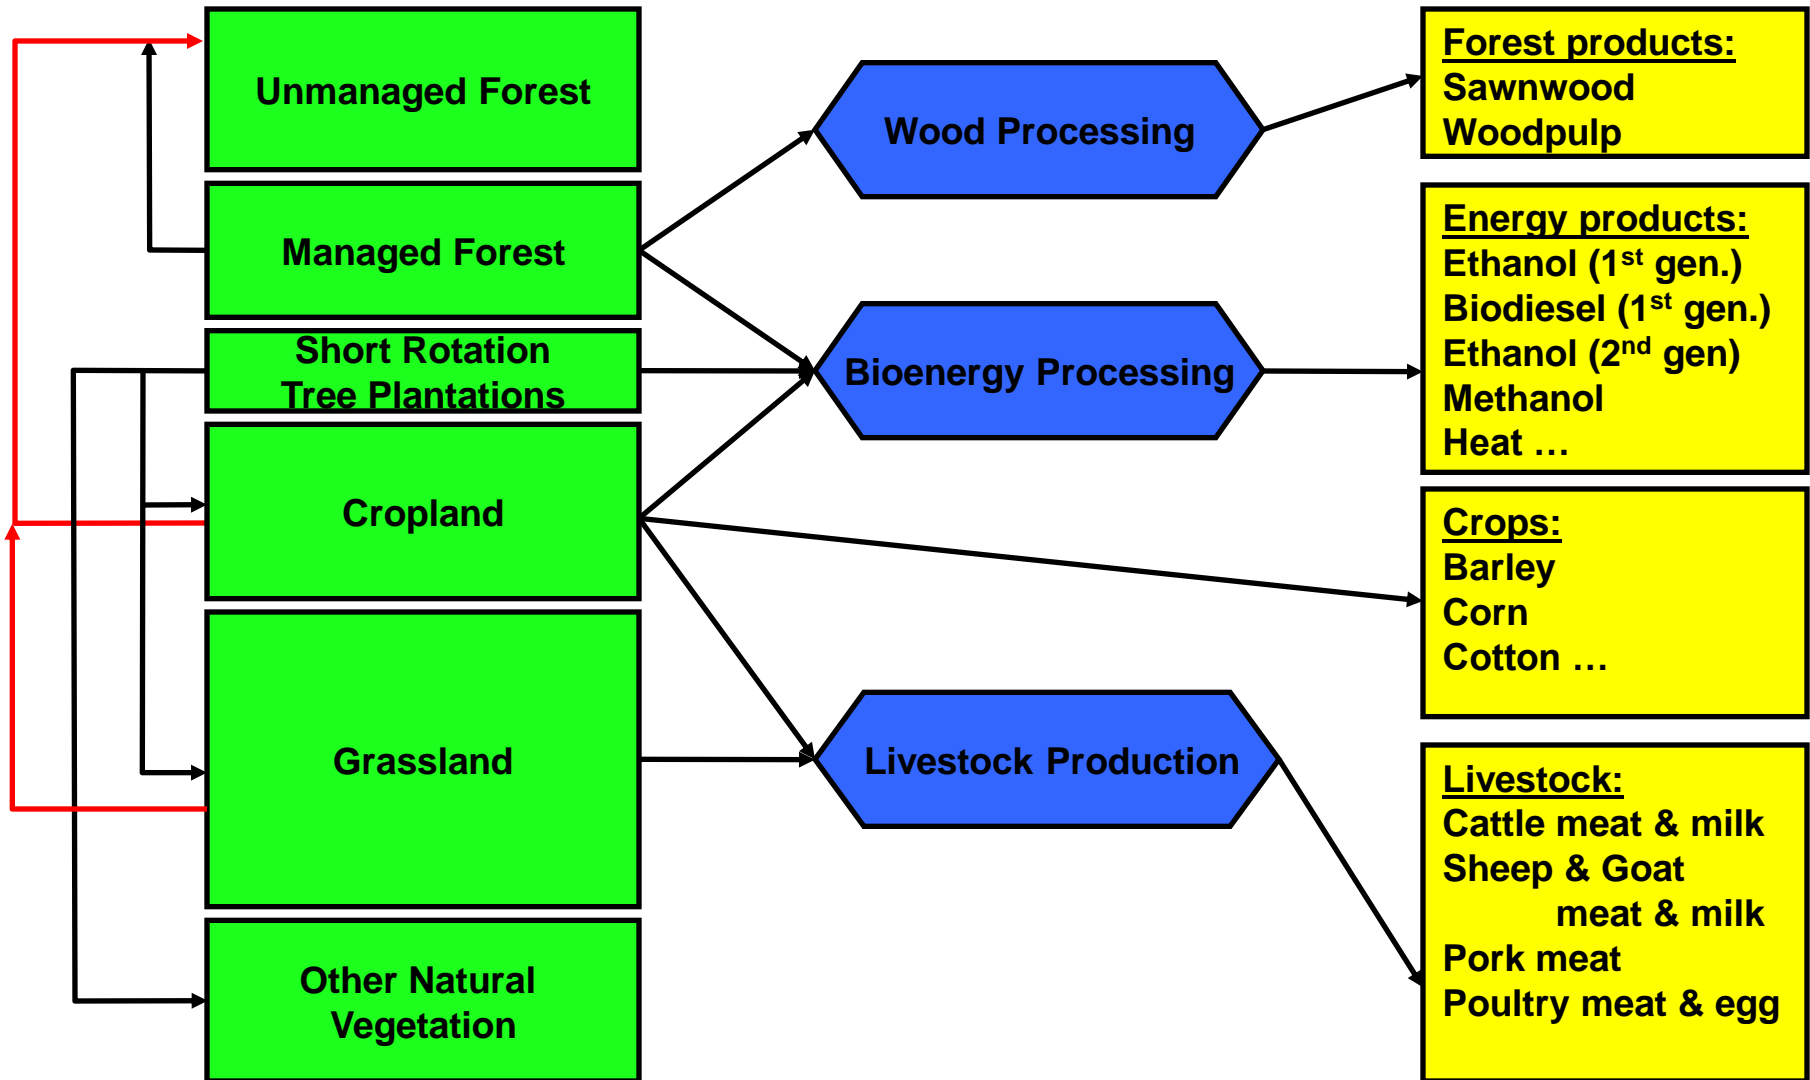 Unmanaged Forest
Managed Forest
Short Rotation
Tree Plantations
Cropland
Grassland
Other Natural
Vegetation
Wood Processing
Bioenergy Processing
Livestock Production
Forest products:
Sawnwood
Woodpulp
Energy products:
Ethanol (1st gen.)
Biodiesel (1st gen.)
Ethanol (2nd gen)
Methanol
Heat …
Crops:
Barley
Corn
Cotton …
Livestock:
Cattle meat & milk
Sheep & Goat
meat & milk
Pork meat
Poultry meat & egg